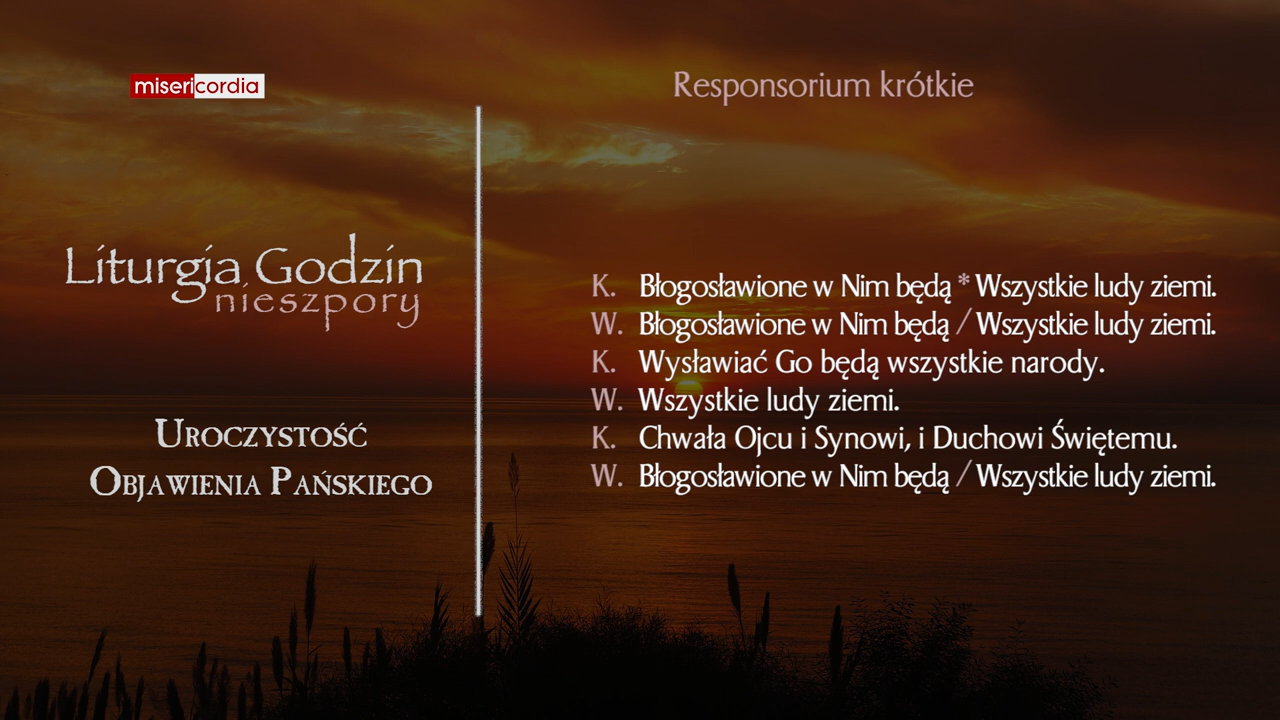 misericordia
Responsorium krótkie
Liturgia Godzin
nieszpory
Uroczystość
Objawienia Pańskiego
K. Błogosławione w Nim będą * Wszystkie ludy ziemi.
W. Błogosławione w Nim będą / Wszystkie ludy ziemi.
K. Wysławiać Go będą wszystkie narody.
W. Wszystkie ludy ziemi.
K. Chwała Ojcu i Synowi, i Duchowi Świętemu.
W. Błogosławione w Nim będą / Wszystkie ludy ziemi.